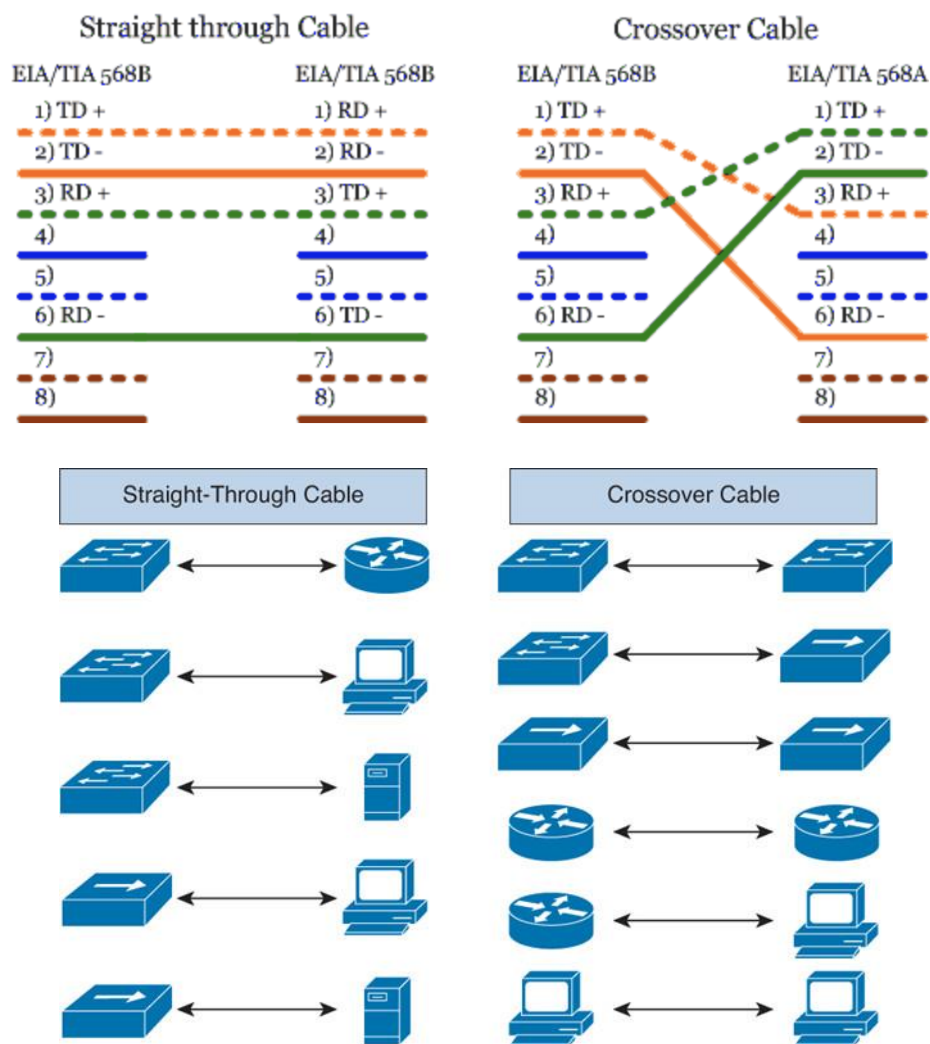 Straight through Cable
EIA/TIA 568B
EIA/TIA 568B
1) TD +
1) RD +
2) TD -
2) RD -
3) RD +
3) TD +
4)
4)
5)
5)
6) RD -
6) TD -
7)
7)
8)
8)
Crossover Cable
EIA/TIA 568B
EIA/TIA 568A
1) TD +
1) TD +
2) TD -
2) TD -
3) RD +
3) RD +
4)
4)
5)
5)
6) RD -
6) RD -
7)
7)
8)
8)
Straight-Through Cable
Crossover Cable